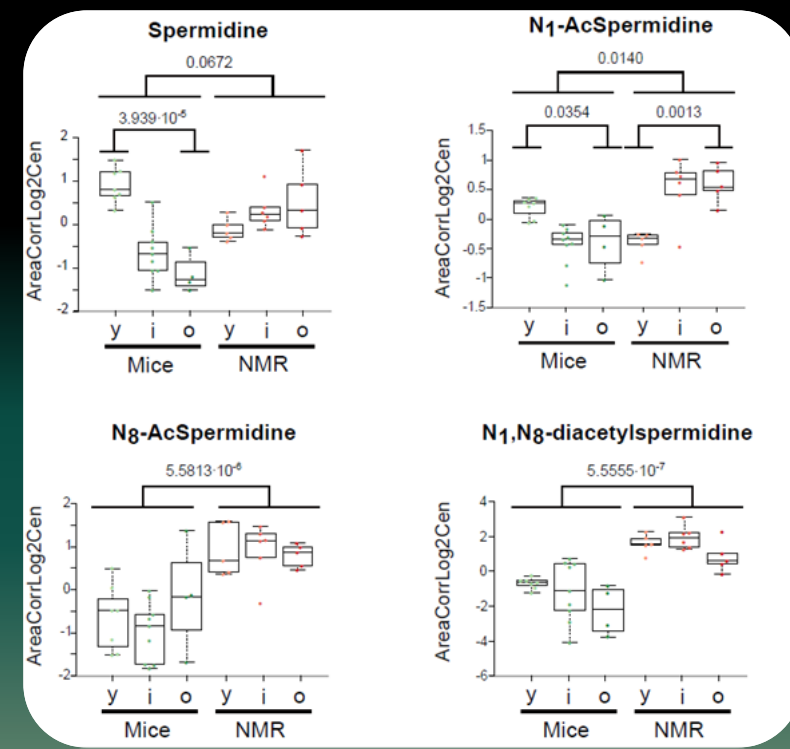 Spermidine
0.0672
3.939·10-5
AreaCorrLog2Cen
2
1
0
-1
-2
y i o y i o
Mice NMR
N1-AcSpermidine
0.0140
0.0354 0.0013
AreaCorrLog2Cen
1.5
1
0.5
0
-0.5
-1
-1.5
y i o y i o
Mice NMR
N8-AcSpermidine
5.5813·10-6
AreaCorrLog2Cen
2
1
0
-1
-2
y i o y i o
Mice NMR
N1,N8-diacetylspermidine
5.5555·10-7
AreaCorrLog2Cen
4
2
0
-2
-4
-6
y i o y i o
Mice NMR